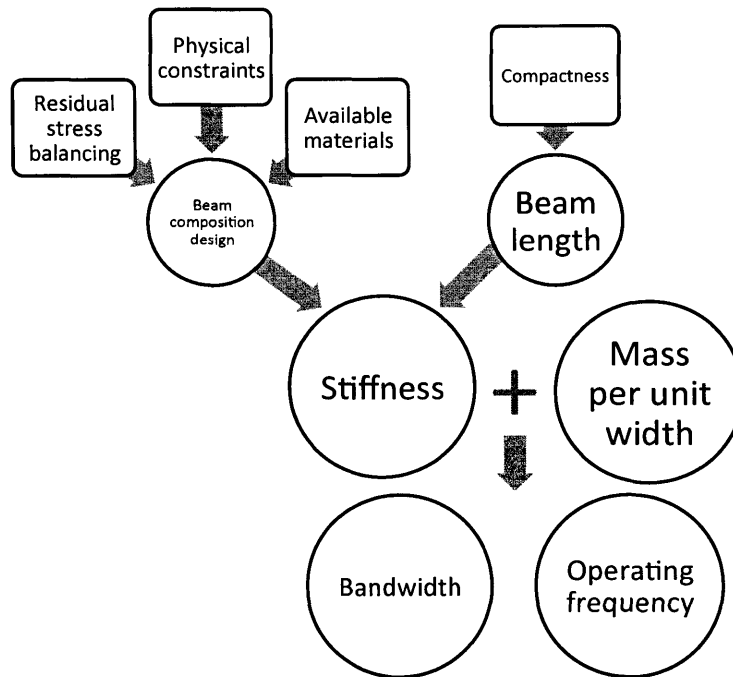 Physical
constraints
Compactness
Residual
stress
balancing
Available
materials
Beam
composition
design
Beam
length
Stiffness
+
Mass
per unit
width
Bandwidth
Operating
frequency